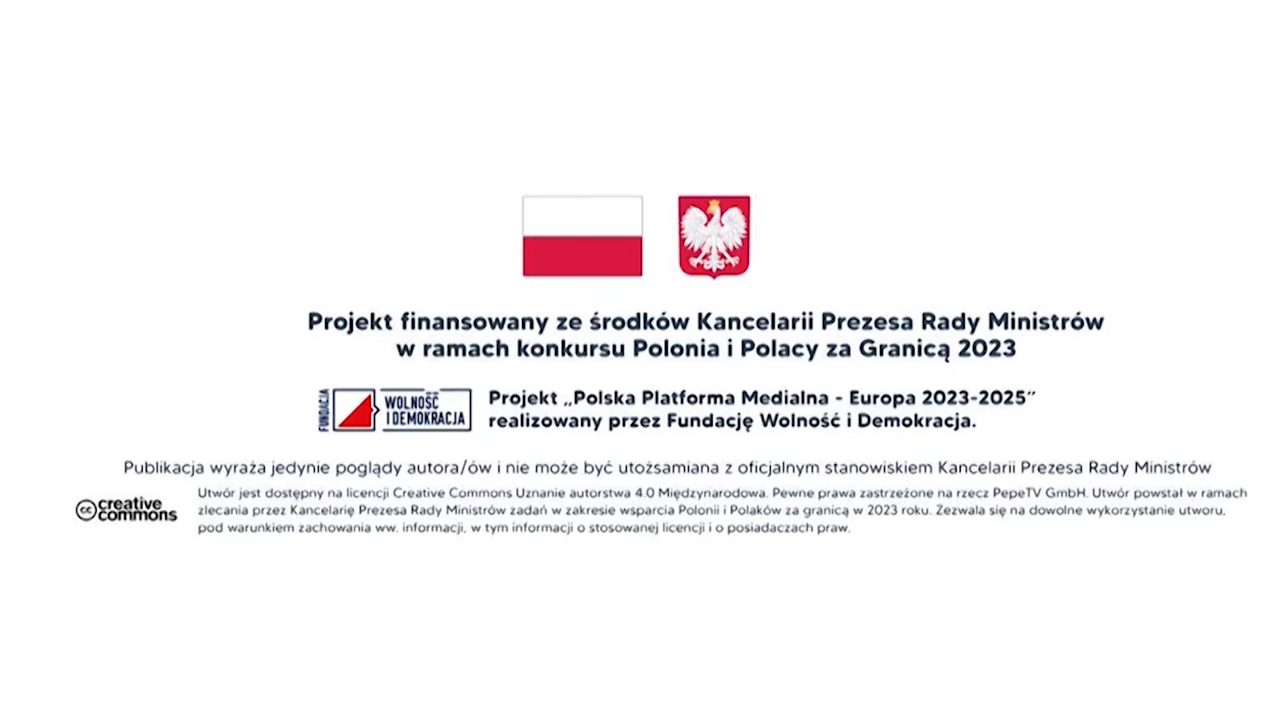 Projekt finansowany ze środków Kancelarii Prezesa Rady Ministrów
w ramach konkursu Polonia i Polacy za Granicą 2023
FUNDACJA
WOLNOŚĆ
I DEMOKRACJA
Projekt „Polska Platforma Medialna - Europa 2023-2025”
realizowany przez Fundację Wolność i Demokracja.
Publikacja wyraża jedynie poglądy autora/ów i nie może być utożsamiana z oficjalnym stanowiskiem Kancelarii Prezesa Rady Ministrów
cc creative
commons
Utwór jest dostępny na licencji Creative Commons Uznanie autorstwa 4.0 Międzynarodowa. Pewne prawa zastrzeżone na rzecz PepeTV GmbH. Utwór powstał w ramach
zlecania przez Kancelarię Prezesa Rady Ministrów zadań w zakresie wsparcia Polonii i Polaków za granicą w 2023 roku. Zezwala się na dowolne wykorzystanie utworu,
pod warunkiem zachowania ww. informacji, w tym informacji o stosowanej licencji i o posiadaczach praw.